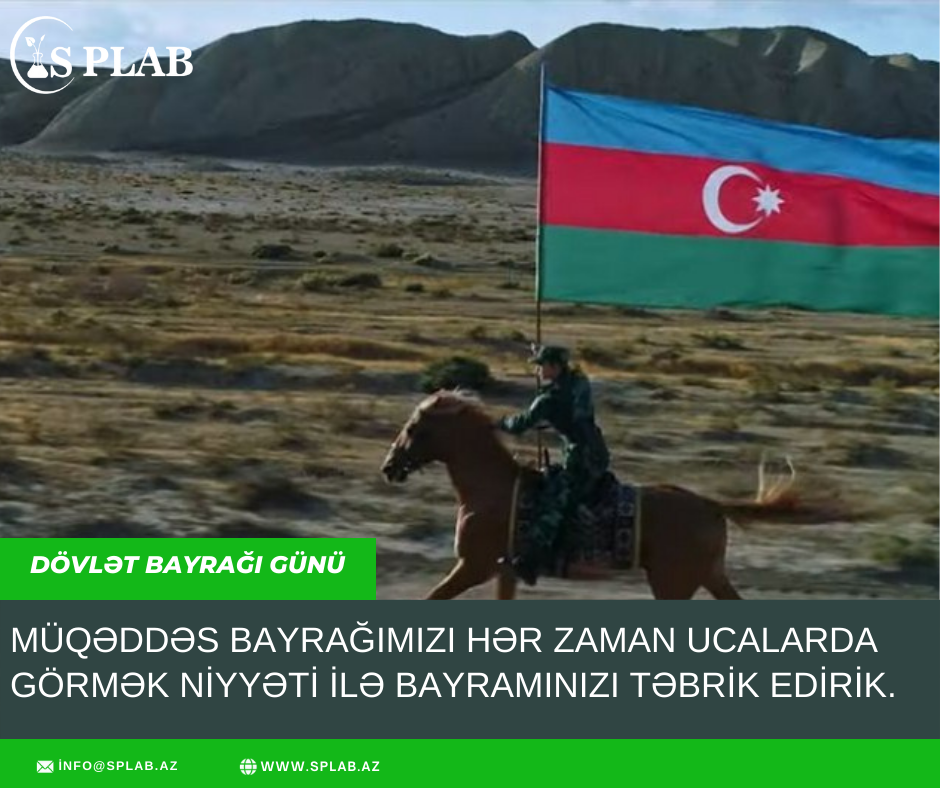 S PLAB
DÖVLƏT BAYRAĞI GÜNÜ
MÜQƏDDƏS BAYRAĞIMIZI HƏR ZAMAN UCALARDA
GÖRMƏK NİYYƏTİ İLƏ BAYRAMINIZI TƏBRİK EDİRİK.
İNFO@SPLAB.AZ
WWW.SPLAB.AZ